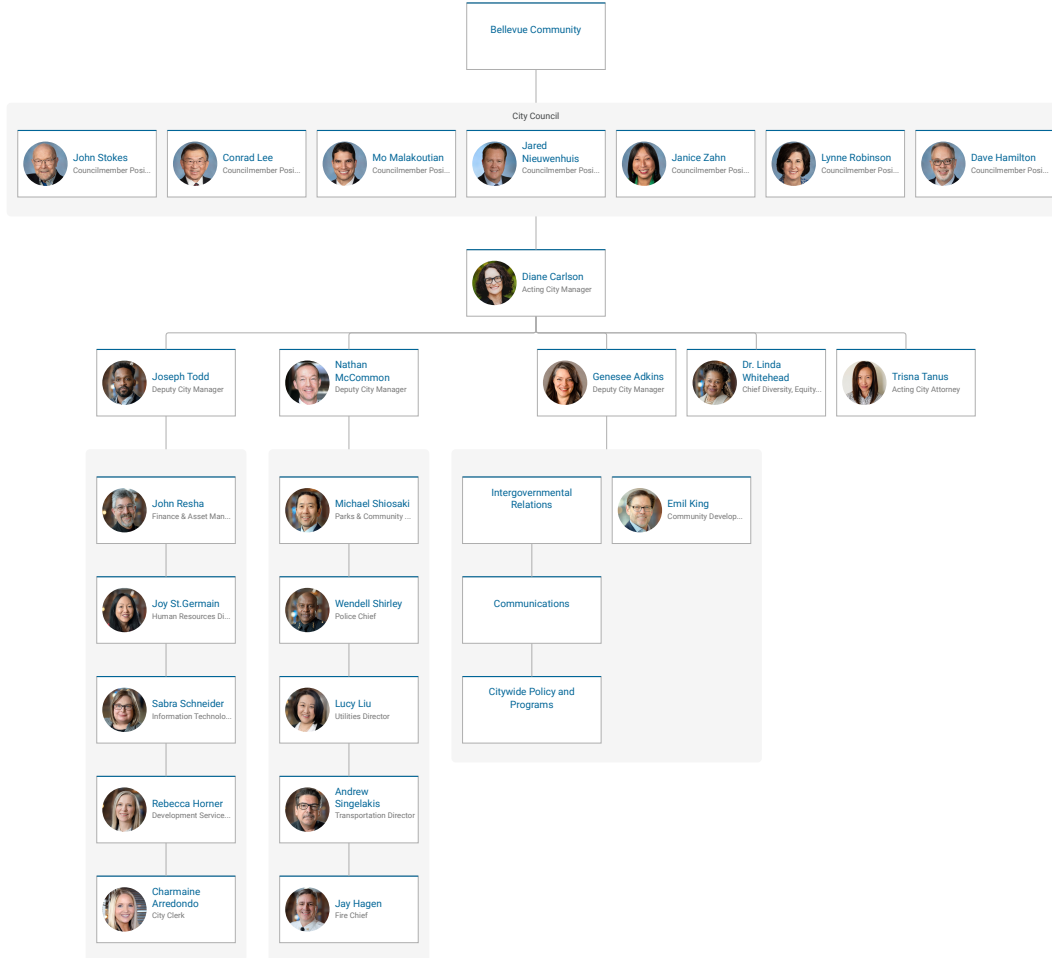 Bellevue Community
City Council
John Stokes
Councilmember Posi...
Conrad Lee
Councilmember Posi...
Mo Malakoutian
Councilmember Posi...
Jared
Nieuwenhuis
Councilmember Posi...
Janice Zahn
Councilmember Posi...
Lynne Robinson
Councilmember Posi...
Dave Hamilton
Councilmember Posi...
Diane Carlson
Acting City Manager
Joseph Todd
Deputy City Manager
Nathan
McCommon
Deputy City Manager
Genesee Adkins
Deputy City Manager
Dr. Linda
Whitehead
Chief Diversity, Equity...
Trisna Tanus
Acting City Attorney
John Resha
Finance & Asset Man...
Joy St.Germain
Human Resources Di...
Sabra Schneider
Information Technolo...
Rebecca Horner
Development Service...
Charmaine
Arredondo
City Clerk
Michael Shiosaki
Parks & Community ...
Wendell Shirley
Police Chief
Lucy Liu
Utilities Director
Andrew
Singelakis
Transportation Director
Jay Hagen
Fire Chief
Intergovernmental
Relations
Communications
Citywide Policy and
Programs
Emil King
Community Develop...